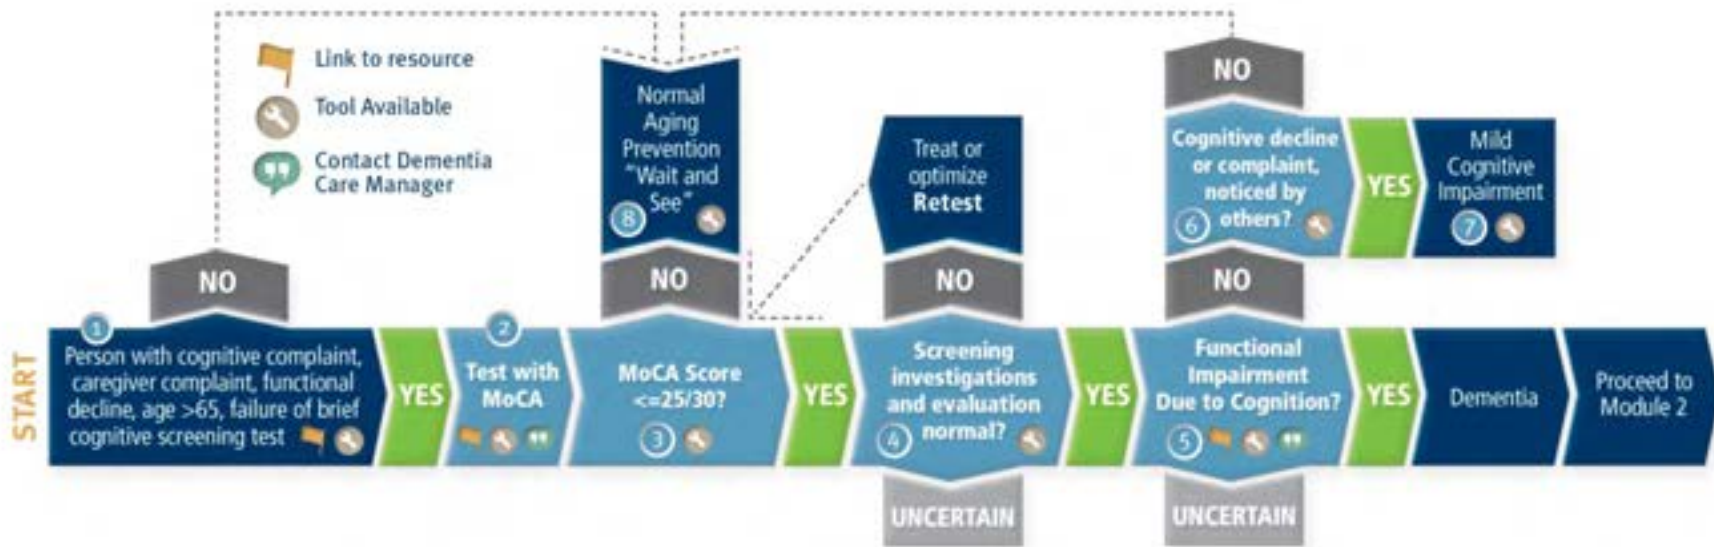 Link to resource
Tool Available
Contact Dementia
Care Manager
NO
Normal
Aging
Prevention
"Wait and
See"
8
NO
Treat or
optimize
Retest
NO
NO
Cognitive decline
or complaint,
noticed by
others?
6
YES
Mild
Cognitive
Impairment
7
NO
START
1
Person with cognitive complaint,
caregiver complaint, functional
decline, age >65, failure of brief
cognitive screening test
YES
2
Test with
MoCA
MoCA Score
<=25/30?
3
YES
Screening
investigations
and evaluation
normal?
4
UNCERTAIN
YES
Functional
Impairment
Due to Cognition?
5
UNCERTAIN
YES
Dementia
Proceed to
Module 2